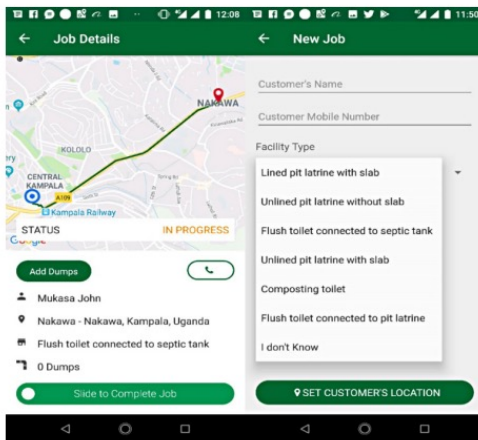 12:08
Job Details
NAKAWA
KOLOLO
CENTRAL
KAMPALA
A109
Kampala Railway
STATUS IN PROGRESS
Add Dumps
Mukasa John
Nakawa - Nakawa, Kampala, Uganda
Flush toilet connected to septic tank
0 Dumps
Slide to Complete Job
11:50
New Job
Customer's Name
Customer Mobile Number
Facility Type
Lined pit latrine with slab
Unlined pit latrine without slab
Flush toilet connected to septic tank
Unlined pit latrine with slab
Composting toilet
Flush toilet connected to pit latrine
I don't Know
SET CUSTOMER'S LOCATION